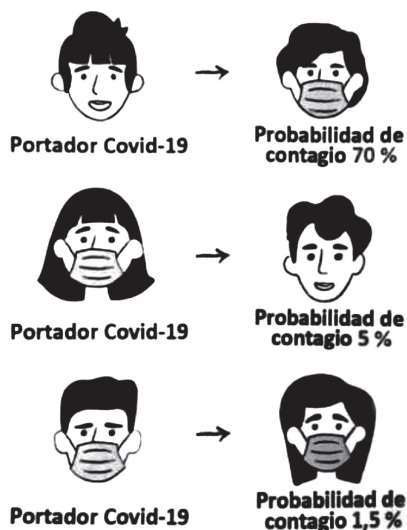 Portador Covid-19
Probabilidad de
contagio 70 %
Portador Covid-19
Probabilidad de
contagio 5 %
Portador Covid-19
Probabilidad de
contagio 1,5 %